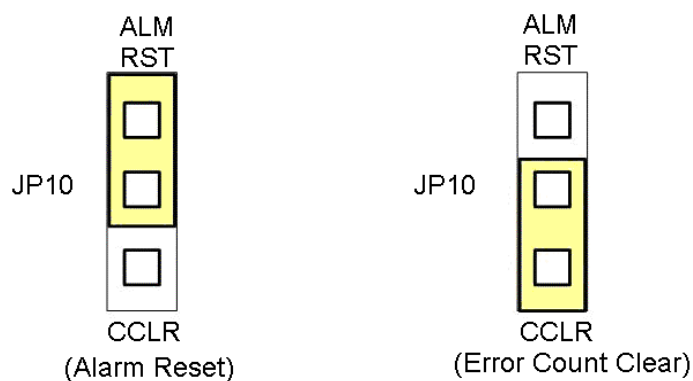 ALM
RST
JP10
CCLR
(Alarm Reset)
ALM
RST
JP10
CCLR
(Error Count Clear)